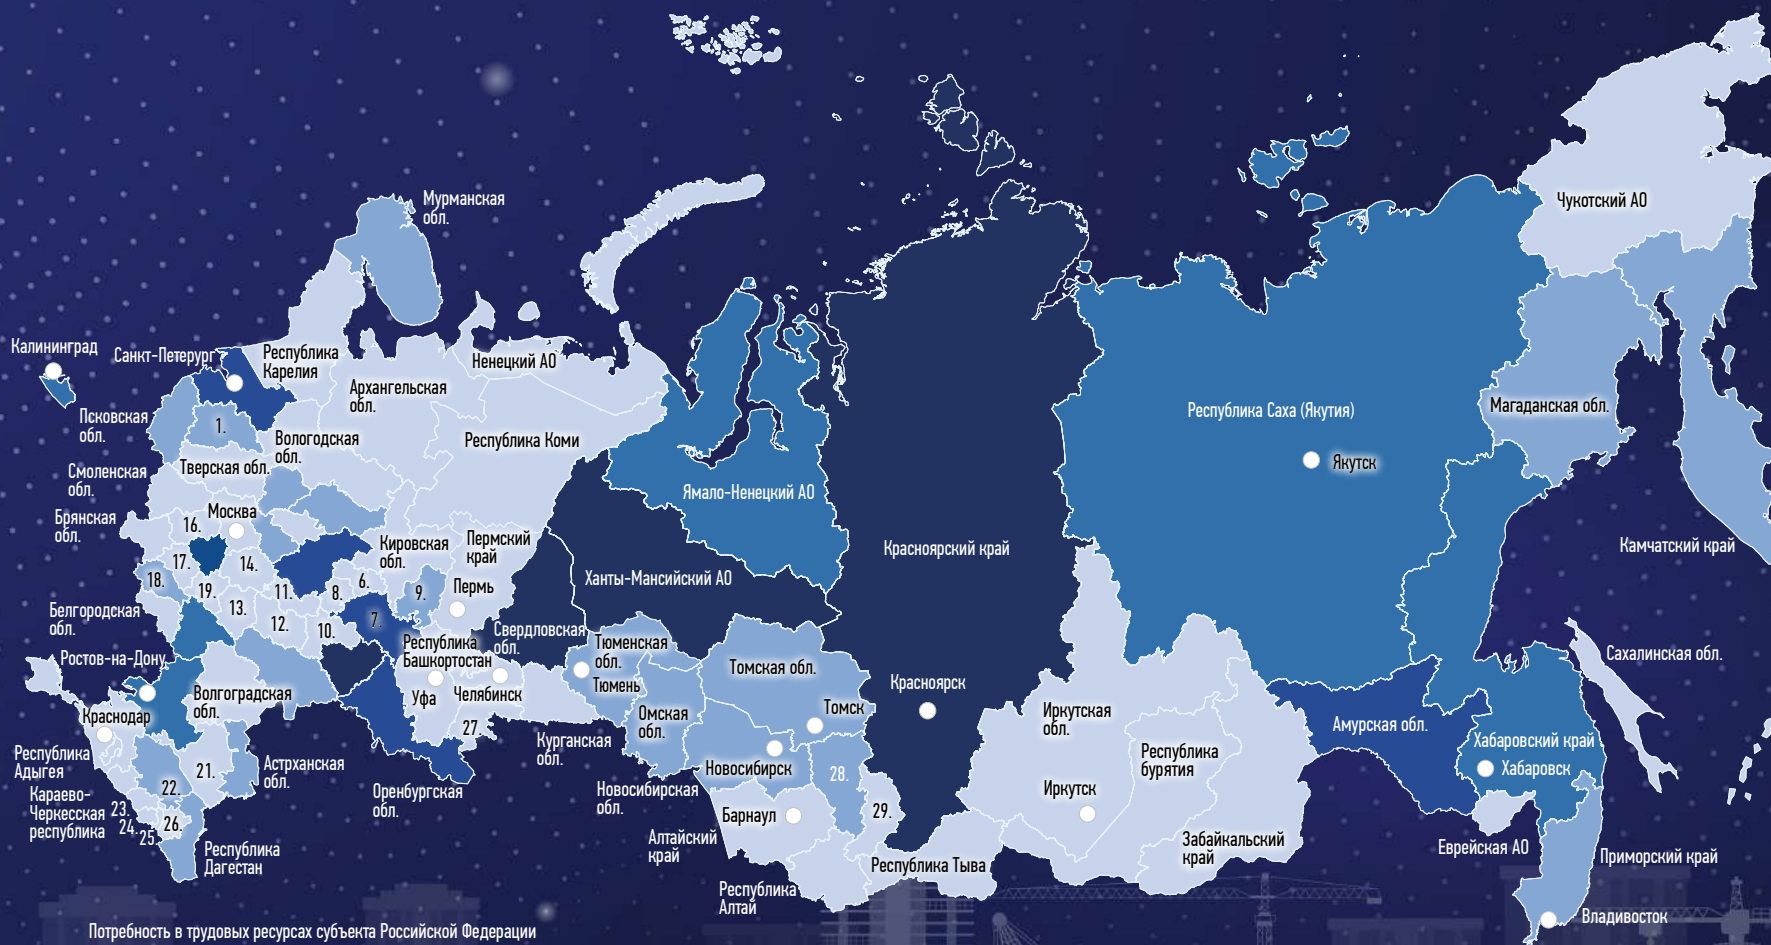 Мурманская
обл.
Чукотский АО
Калининград
Санкт-Петерург
Республика
Карелия
Ненецкий АО
Архангельская
обл.
Псковская
обл.
1.
Вологодская
обл.
Республика Коми
Республика Саха (Якутия)
Магаданская обл.
Тверская обл.
Якутск
Смоленская
обл.
Ямало-Ненецкий АО
Брянская
обл.
16.
Москва
Кировская
обл.
Пермский
край
Красноярский край
Камчатский край
17.
14.
18.
Ханты-Мансийский АО
19.
11.
8.
6.
9.
Пермь
Белгородская
обл.
13.
12.
10.
7.
Свердловская
обл.
Республика
Башкортостан
Тюменская
обл.
Ростов-на-Дону
Томская обл.
Сахалинская обл.
Волгоградская
обл.
Уфа
Челябинск
Тюмень
Красноярск
Краснодар
Омская
обл.
Томск
Иркутская
обл.
Амурская обл.
27.
Курганская
обл.
Республика
бурятия
Хабаровский край
Республика
Адыгея
21.
Астрханская
обл.
Новосибирск
28.
Хабаровск
22.
Оренбургская
обл.
Новосибирская
обл.
Иркутск
Караево-
Черкесская
республика
23.
24.
25.
26.
Барнаул
29.
Алтайский
край
Забайкальский
край
Еврейская АО
Республика
Дагестан
Республика Тыва
Приморский край
Республика
Алтай
Владивосток
Потребность в трудовых ресурсах субъекта Российской Федерации